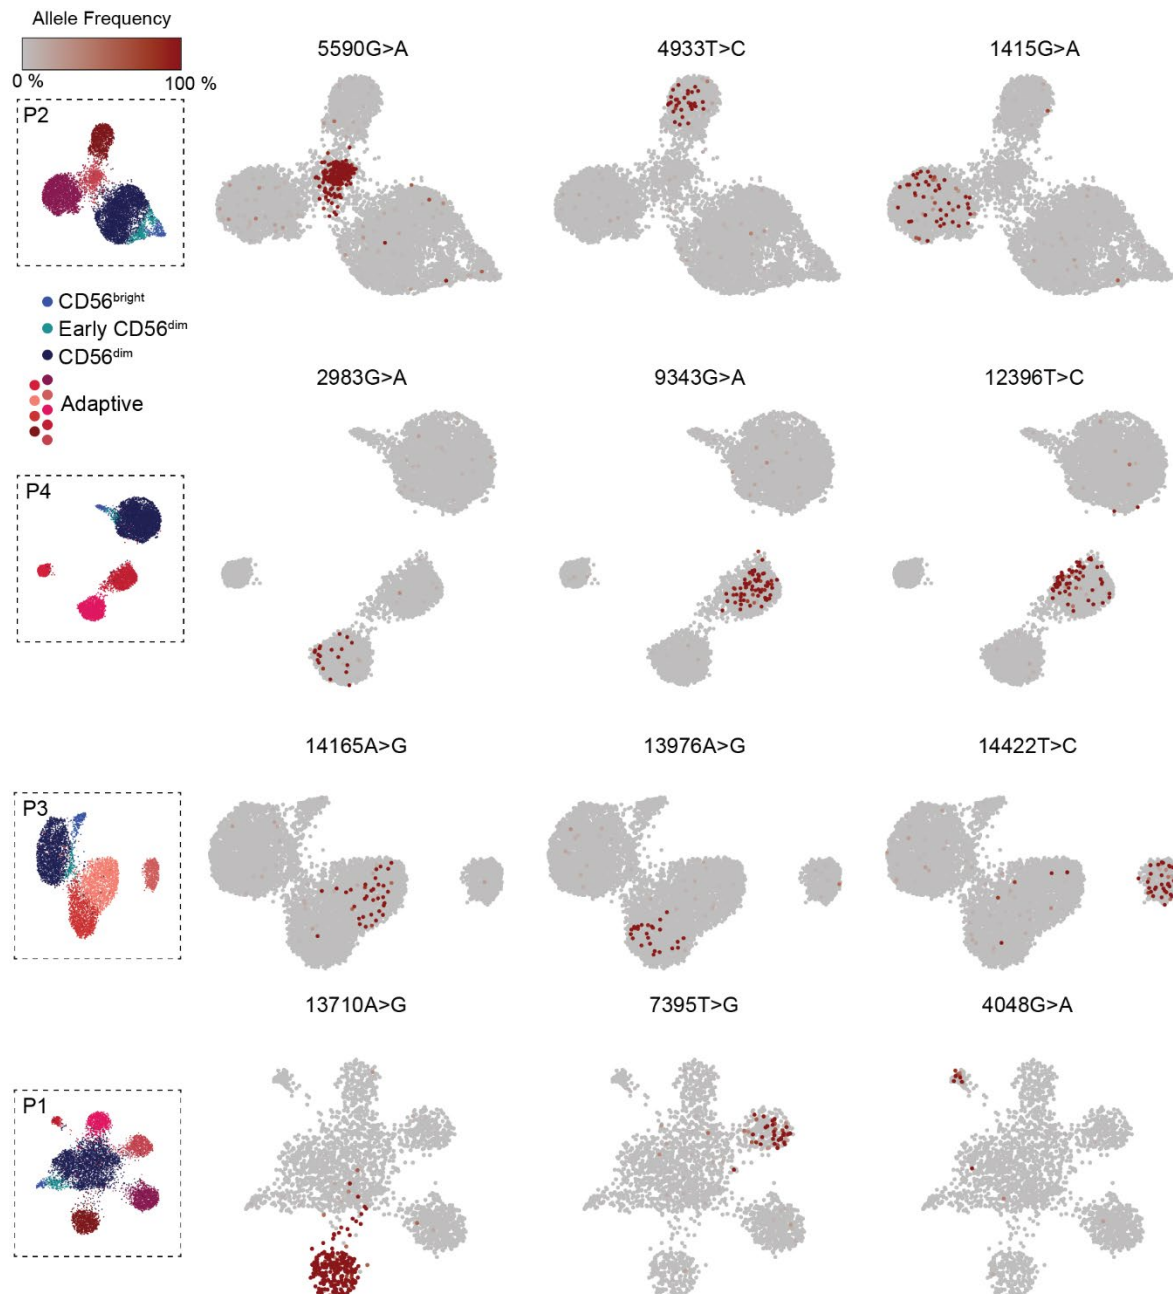 Allele Frequency
0 % 100 %
5590G>A 4933T>C 1415G>A
P2
CD56bright
Early CD56dim
CD56dim
Adaptive
2983G>A 9343G>A 12396T>C
P4
14165A>G 13976A>G 14422T>C
P3
13710A>G 7395T>G 4048G>A
P1